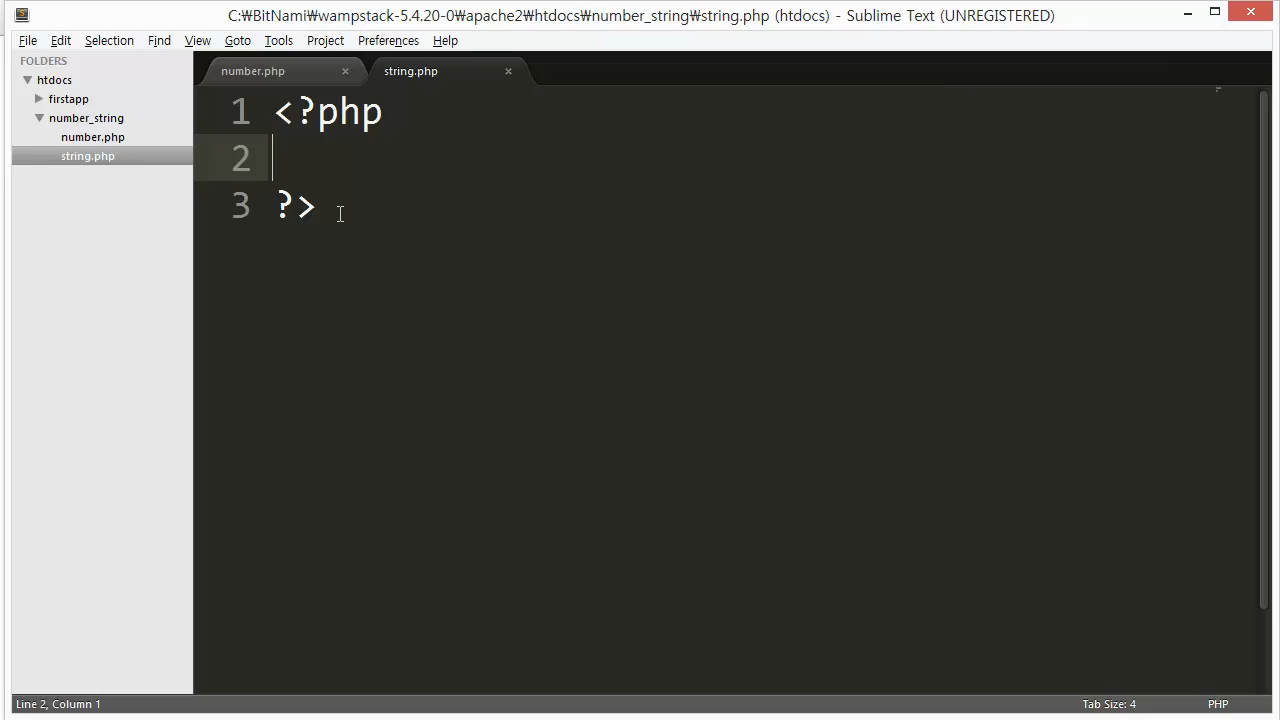 C:₩BitNami₩wampstack-5.4.20-0₩apache2₩htdocs₩number_string₩string.php (htdocs) - Sublime Text (UNREGISTERED)
File Edit Selection Find View Goto Tools Project Preferences Help
FOLDERS
htdocs
firstapp
number_string
number.php
string.php
number.php × string.php ×
1 <?php
2
3 ?>
Line 2, Column 1 Tab Size: 4 PHP